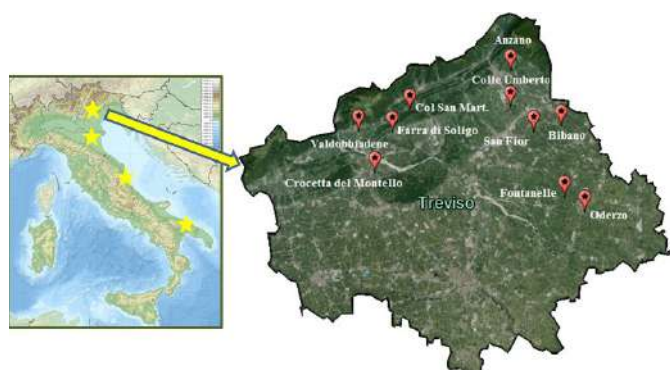 Anzano
Colle Umberto
Col San Mart.
Farra di Soligo
Valdobbiadene
San Fior
Bibano
Crocetta del Montello
Fontanelle
Oderzo
Treviso